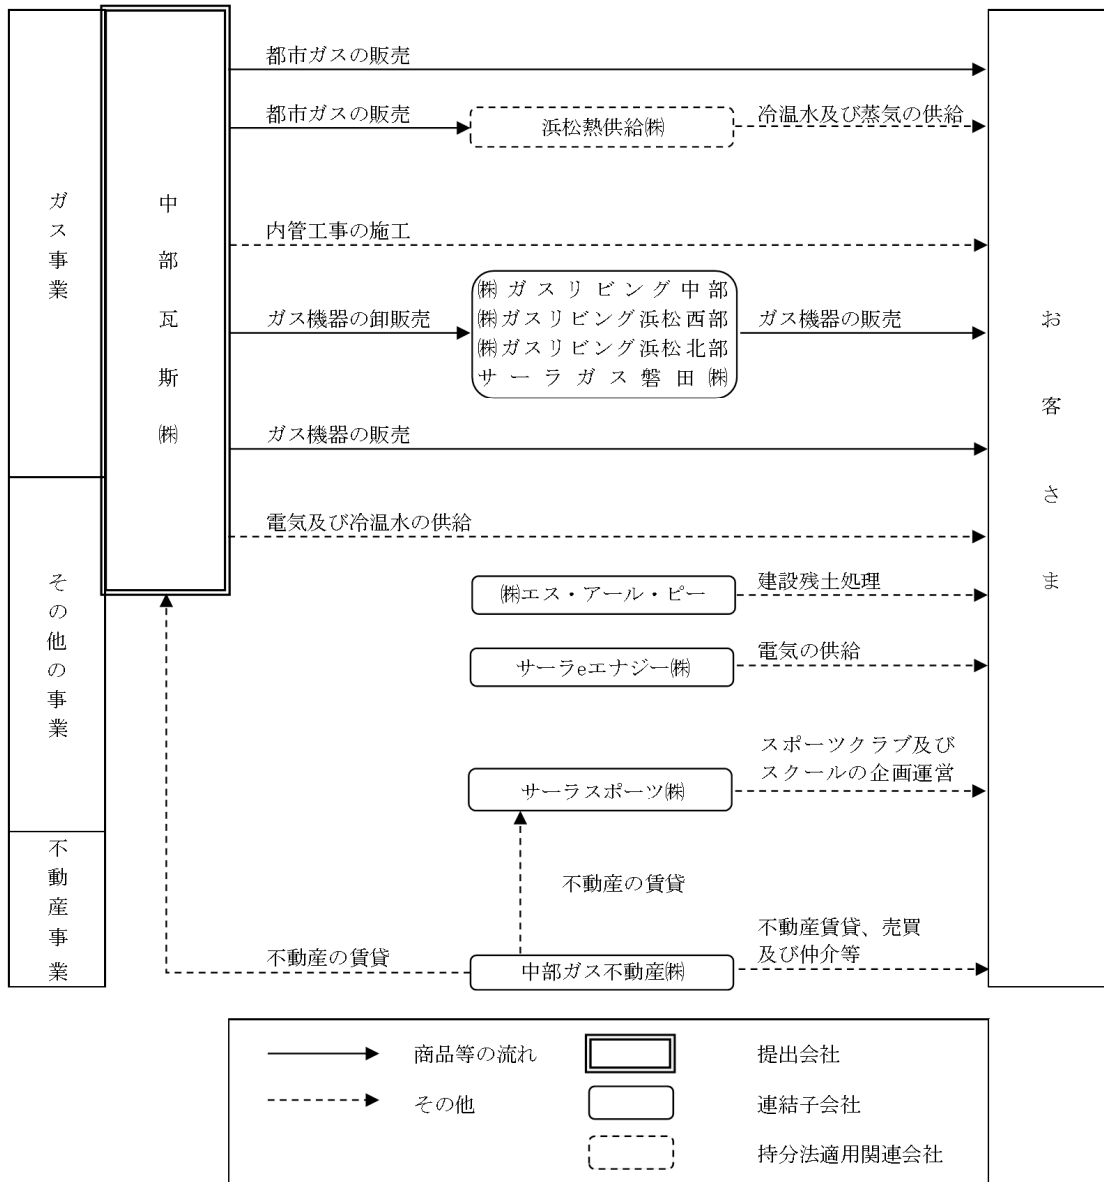 ガス事業
その他の事業
不動産事業
中部瓦斯㈱
都市ガスの販売
都市ガスの販売
浜松熱供給㈱
冷温水及び蒸気の供給
内管工事の施工
ガス機器の卸販売
㈱ガスリビング中部
㈱ガスリビング浜松西部
㈱ガスリビング浜松北部
サーラガス磐田㈱
ガス機器の販売
ガス機器の販売
電気及び冷温水の供給
㈱エス・アール・ピー
建設残土処理
サーラeエナジー㈱
電気の供給
サーラスポーツ㈱
スポーツクラブ及び
スクールの企画運営
不動産の賃貸
不動産の賃貸
中部ガス不動産㈱
不動産賃貸、売買
及び仲介等
お客さま
商品等の流れ
提出会社
その他
連結子会社
持分法適用関連会社